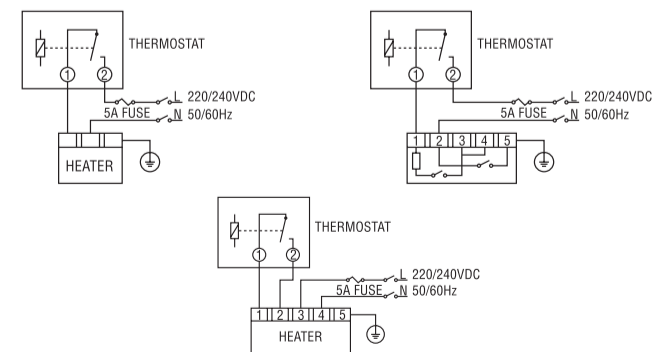 THERMOSTAT
1 2
L 220/240VDC
5A FUSE N 50/60Hz
HEATER
THERMOSTAT
1 2
L 220/240VDC
5A FUSE N 50/60Hz
1 2 3 4 5
THERMOSTAT
1 2
L 220/240VDC
5A FUSE N 50/60Hz
1 2 3 4 5
HEATER